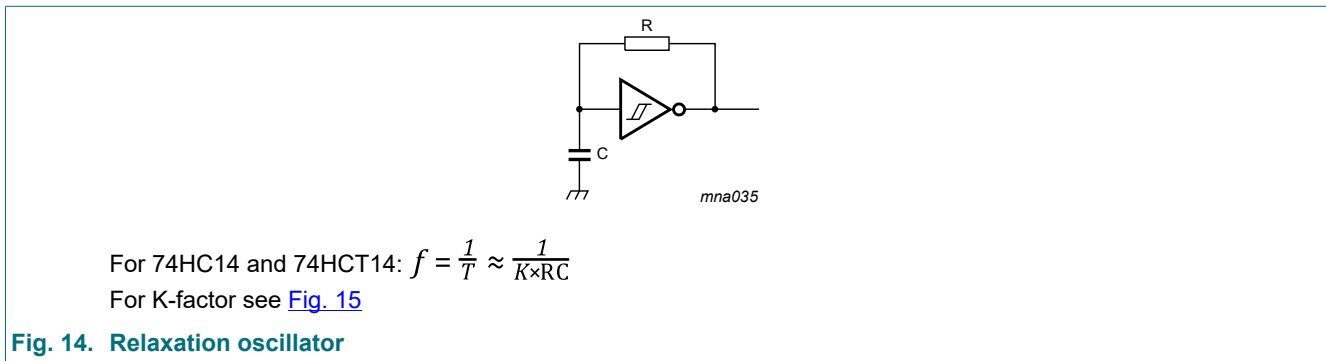 R
C
mna035
For 74HC14 and 74HCT14: f = 1/T ≈ 1/K×RC
For K-factor see Fig. 15
Fig. 14. Relaxation oscillator